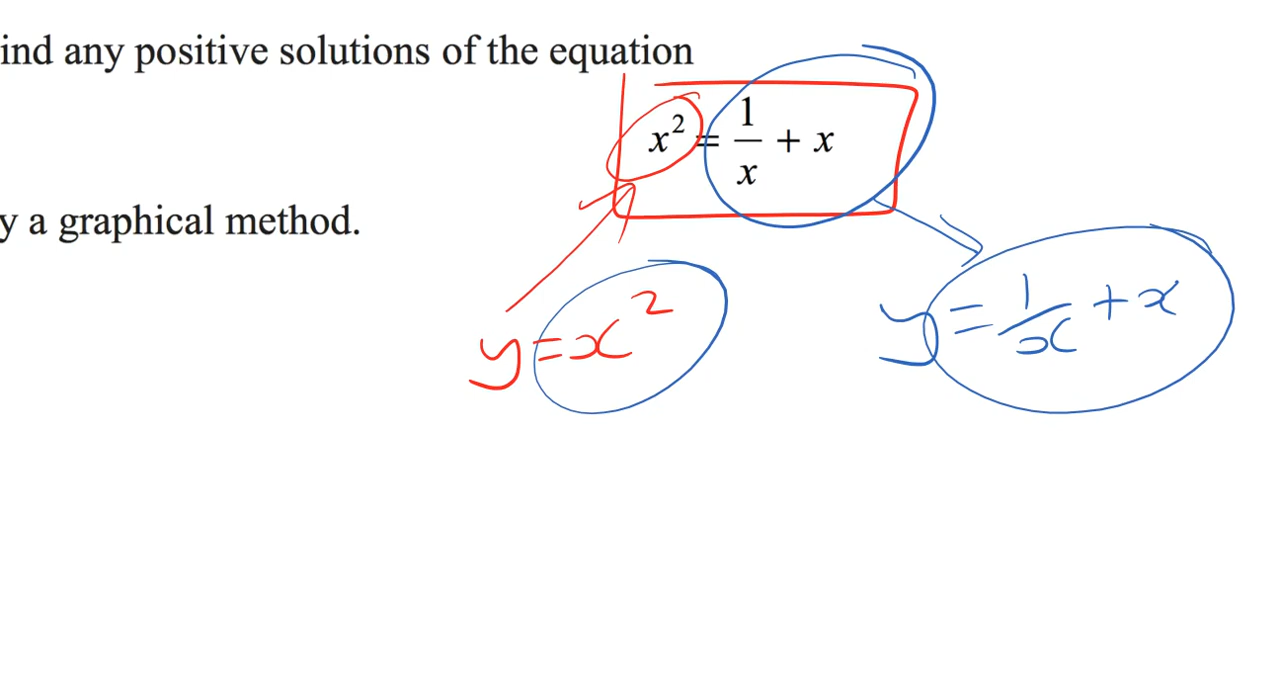 ind any positive solutions of the equation
x² = 1/x + x
y a graphical method.
y = x²
y = 1/x + x